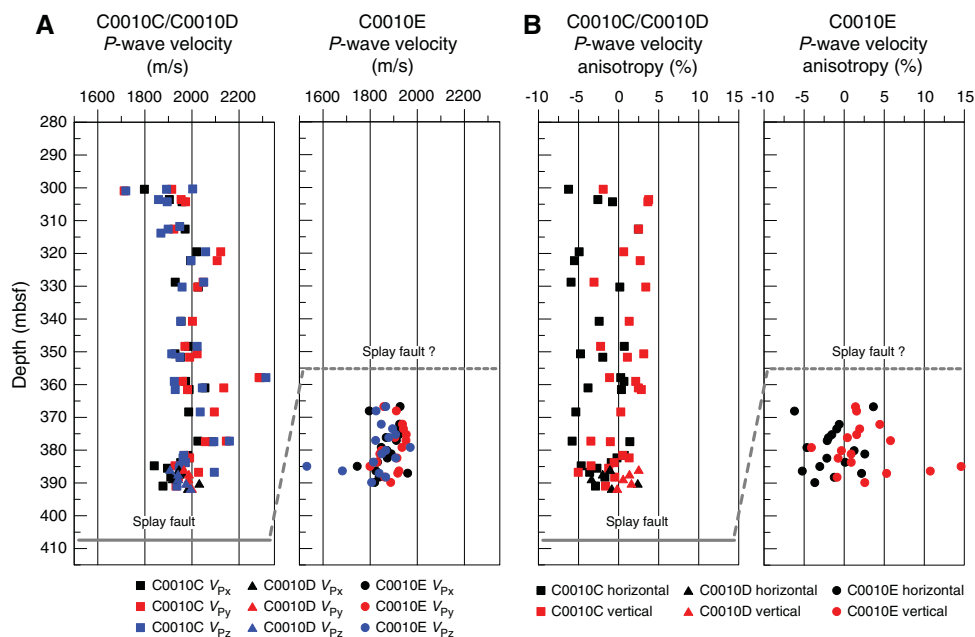 A
C0010C/C0010D
P-wave velocity
(m/s)
1600 1800 2000 2200
C0010E
P-wave velocity
(m/s)
1600 1800 2000 2200
B
C0010C/C0010D
P-wave velocity
anisotropy (%)
-10 -5 0 5 10 15
C0010E
P-wave velocity
anisotropy (%)
-10 -5 0 5 10 15
Depth (mbsf)
280
290
300
310
320
330
340
350
360
370
380
390
400
410
Splay fault ?
Splay fault
Splay fault ?
Splay fault
C0010C VPx
C0010D VPx
C0010E VPx
C0010C VPy
C0010D VPy
C0010E VPy
C0010C VPz
C0010D VPz
C0010E VPz
C0010C horizontal
C0010D horizontal
C0010E horizontal
C0010C vertical
C0010D vertical
C0010E vertical